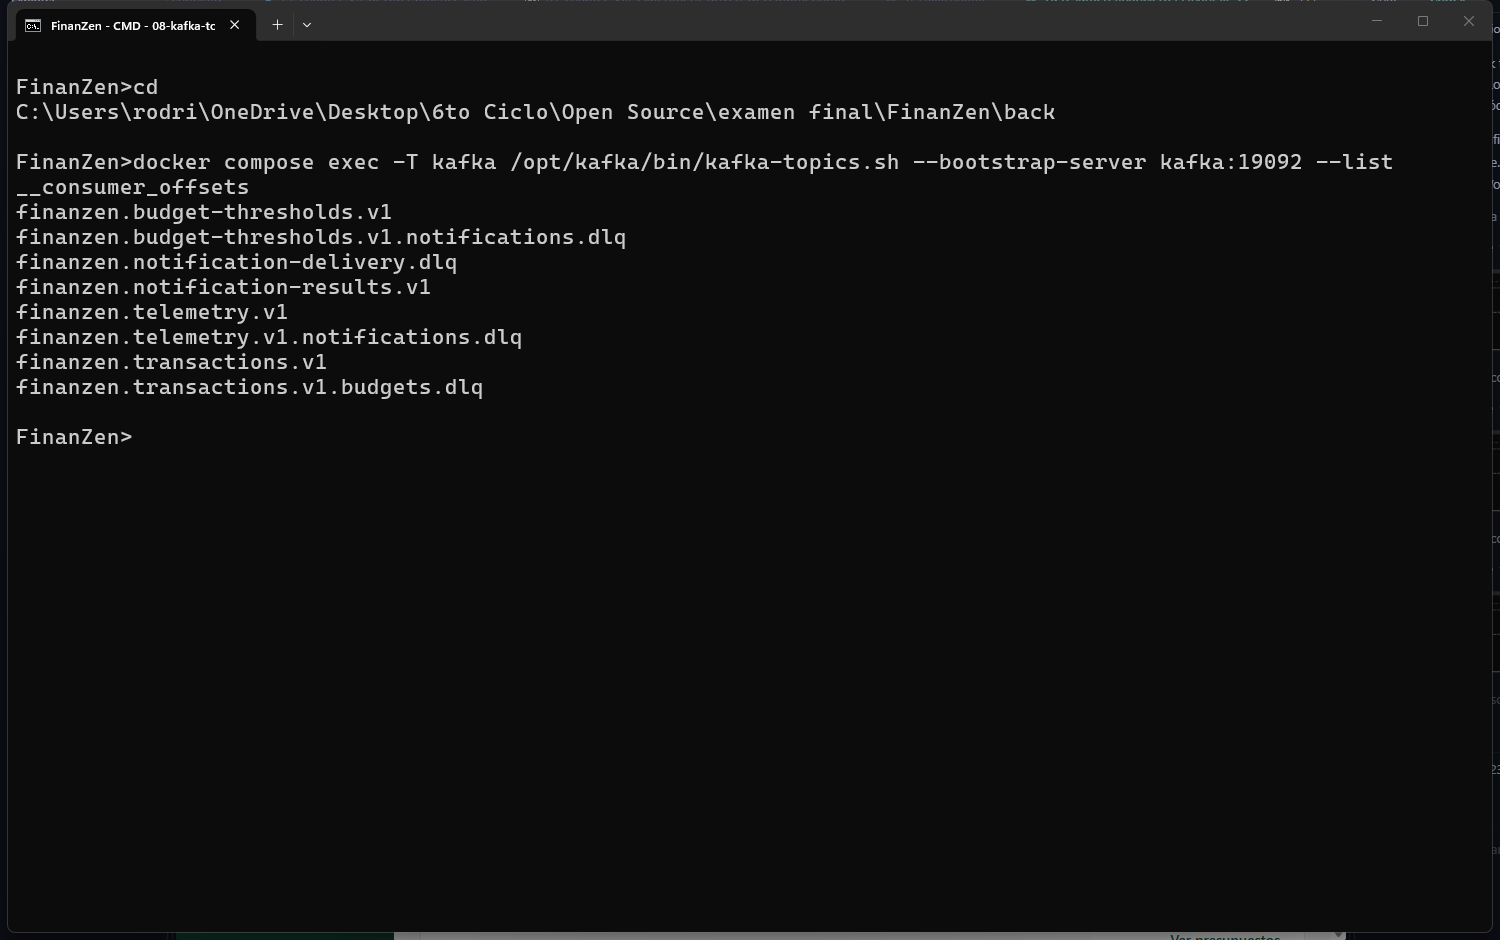 FinanZen - CMD - 08-kafka-tc
FinanZen>cd
C:\Users\rodri\OneDrive\Desktop\6to Ciclo\Open Source\examen final\FinanZen\back
FinanZen>docker compose exec -T kafka /opt/kafka/bin/kafka-topics.sh --bootstrap-server kafka:19092 --list
__consumer_offsets
finanzen.budget-thresholds.v1
finanzen.budget-thresholds.v1.notifications.dlq
finanzen.notification-delivery.dlq
finanzen.notification-results.v1
finanzen.telemetry.v1
finanzen.telemetry.v1.notifications.dlq
finanzen.transactions.v1
finanzen.transactions.v1.budgets.dlq
FinanZen>